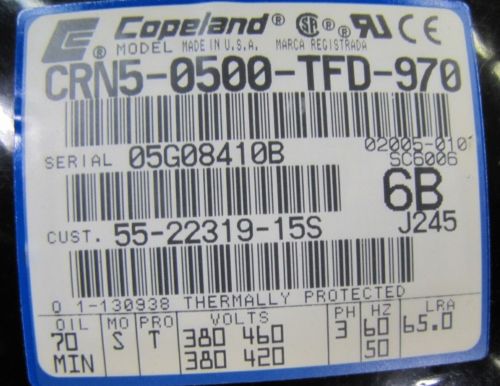 Copeland® ® CE
® MODEL MADE IN U.S.A. MARCA REGISTRADA
CRN5-0500-TFD-970
SERIAL 05G08410B
02005-010
SC6006
6B
CUST. 55-22319-15S J245
Q 1-130938 THERMALLY PROTECTED
OIL MO PRO VOLTS PH HZ LRA
70 S T 380 460 3 60 65.0
MIN 380 420 50